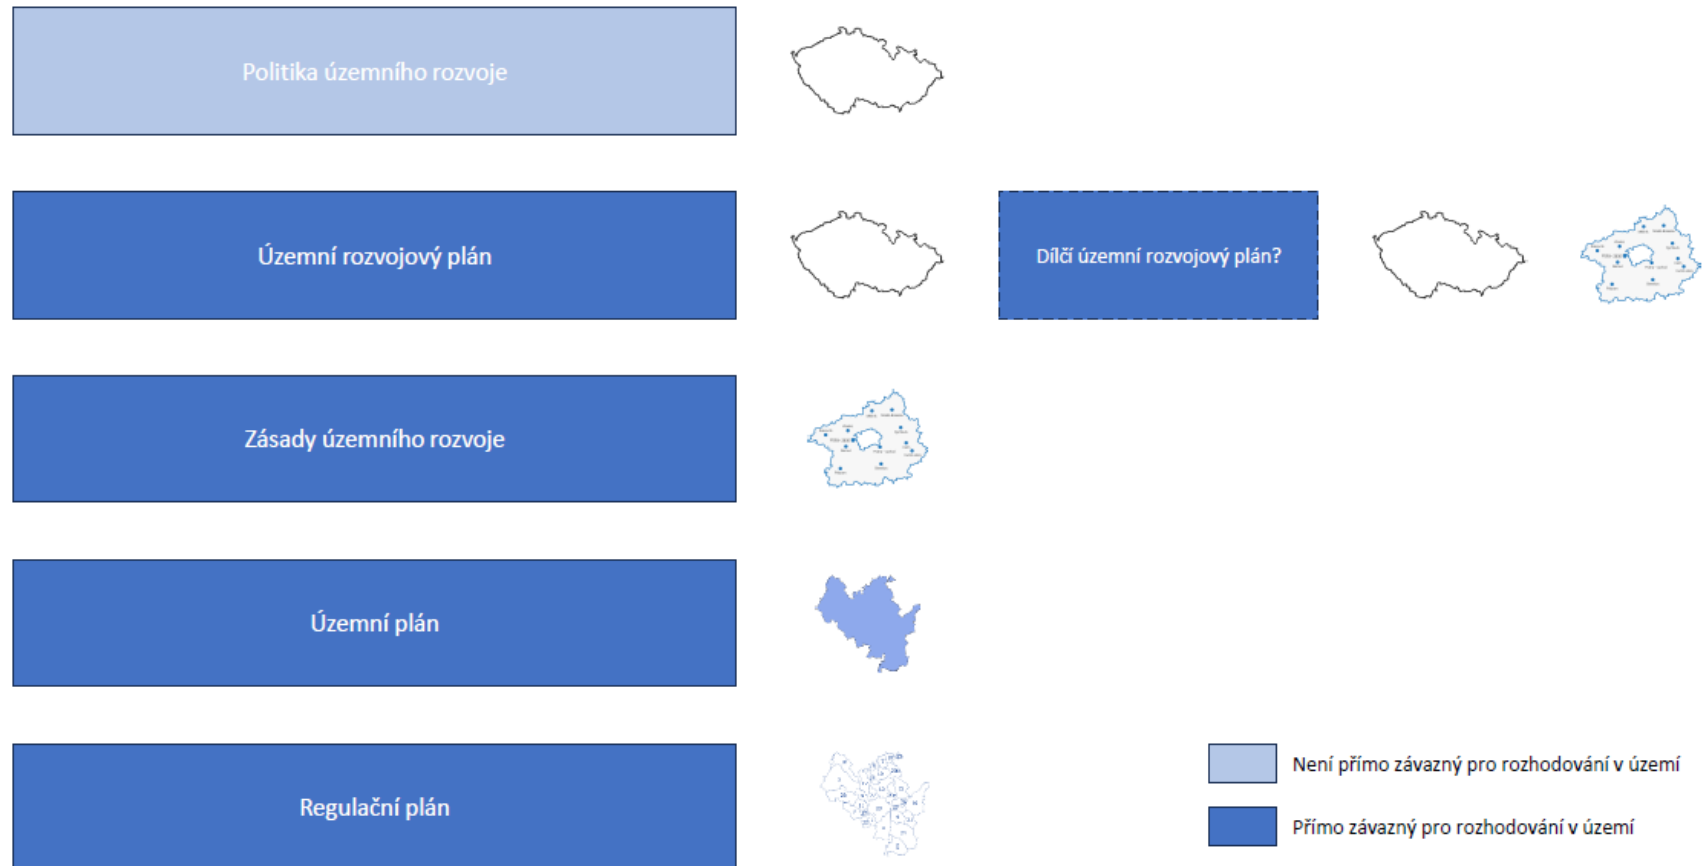 Politika územního rozvoje
Územní rozvojový plán
Dílčí územní rozvojový plán?
Zásady územního rozvoje
Územní plán
Regulační plán
Není přímo závazný pro rozhodování v území
Přímo závazný pro rozhodování v území